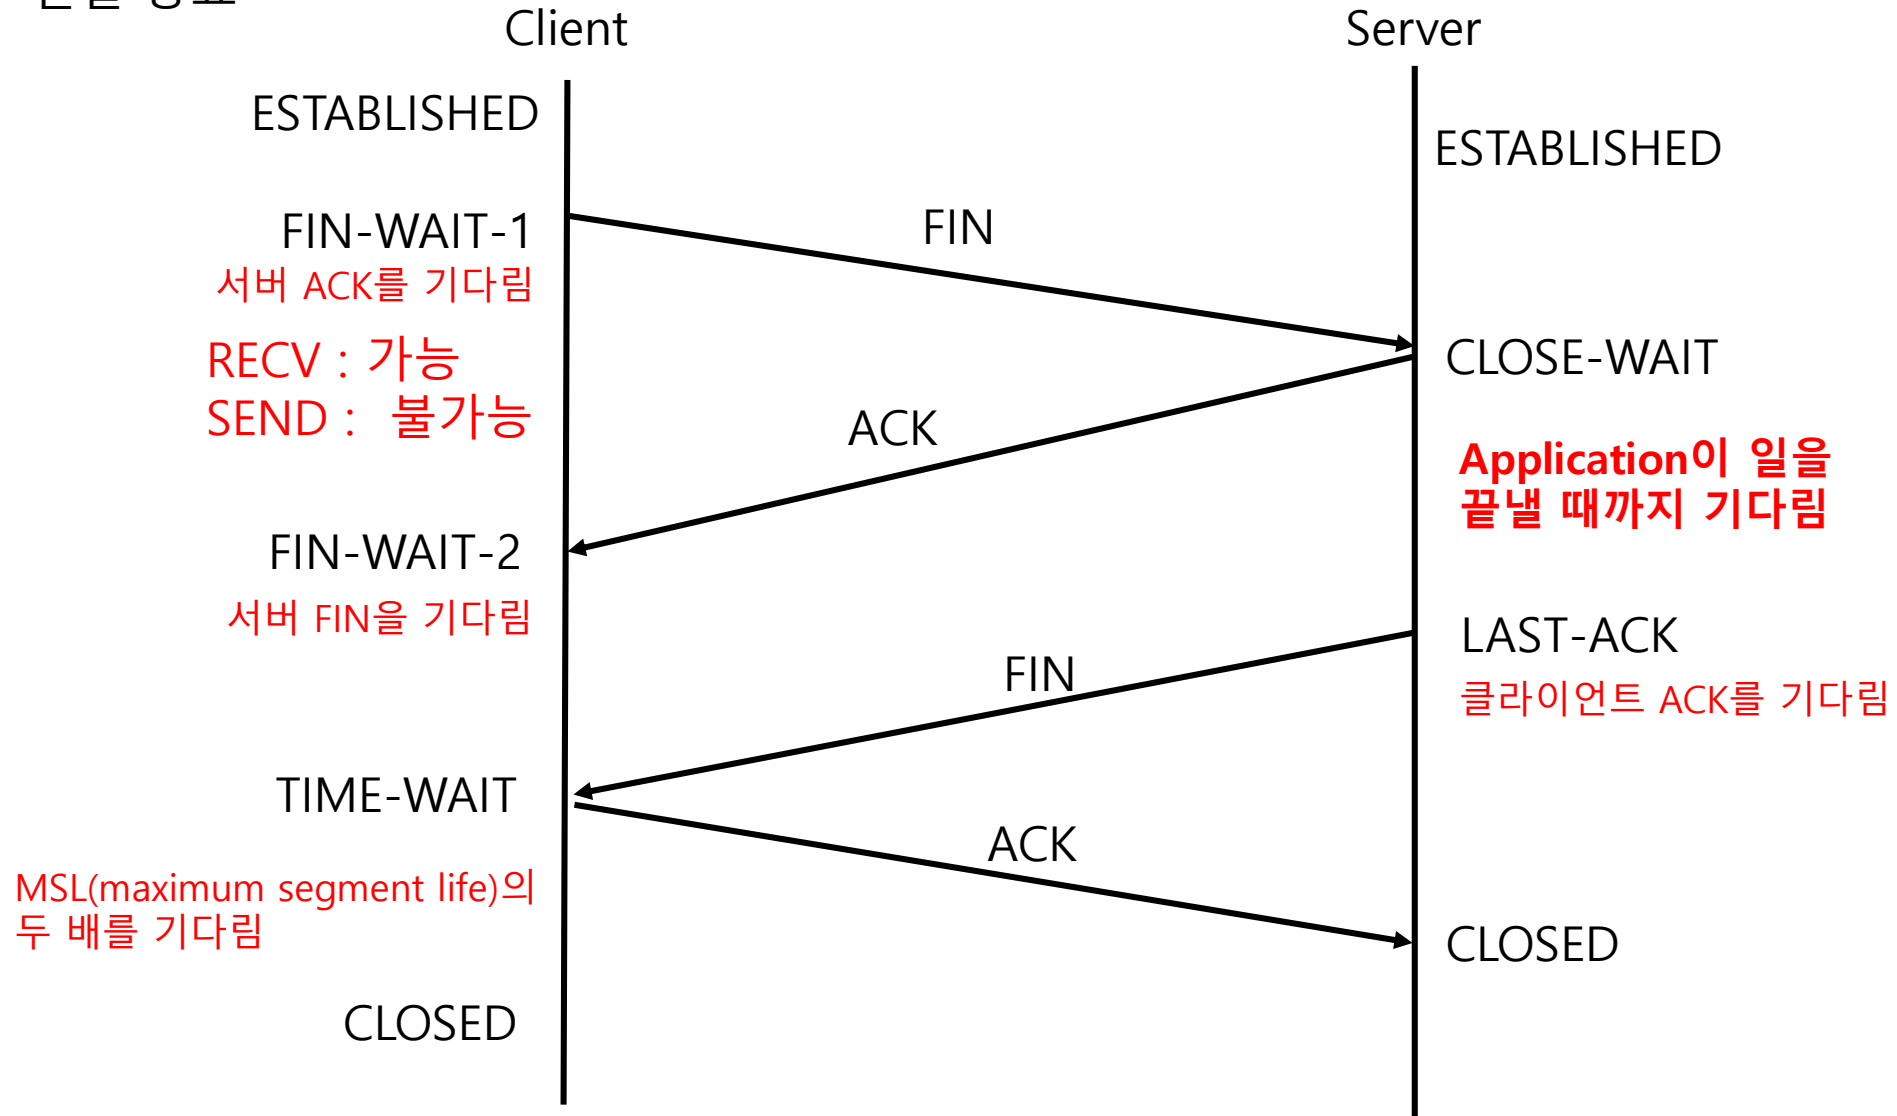 Client
Server
ESTABLISHED
ESTABLISHED
FIN-WAIT-1
FIN
서버 ACK를 기다림
RECV : 가능
SEND : 불가능
CLOSE-WAIT
ACK
Application이 일을
끝낼 때까지 기다림
FIN-WAIT-2
서버 FIN을 기다림
LAST-ACK
FIN
클라이언트 ACK를 기다림
TIME-WAIT
ACK
MSL(maximum segment life)의
두 배를 기다림
CLOSED
CLOSED